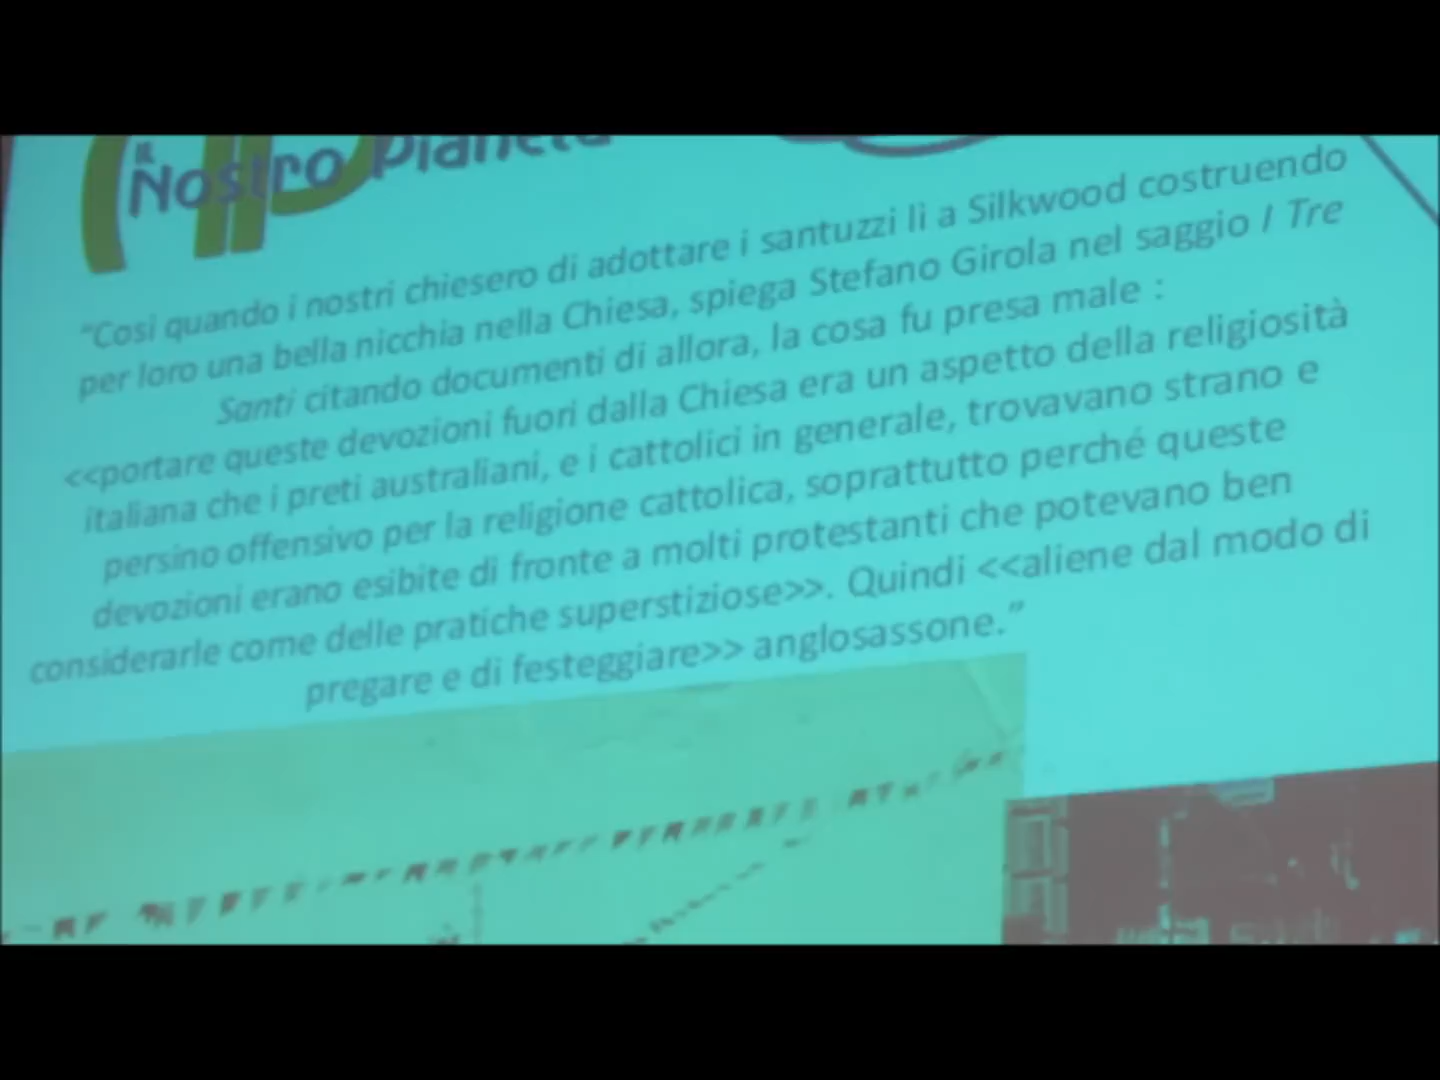 IL
Nostro Pianeta
“Così quando i nostri chiesero di adottare i santuzzi lì a Silkwood costruendo
per loro una bella nicchia nella Chiesa, spiega Stefano Girola nel saggio I Tre
Santi citando documenti di allora, la cosa fu presa male :
<<portare queste devozioni fuori dalla Chiesa era un aspetto della religiosità
italiana che i preti australiani, e i cattolici in generale, trovavano strano e
persino offensivo per la religione cattolica, soprattutto perché queste
devozioni erano esibite di fronte a molti protestanti che potevano ben
considerarle come delle pratiche superstiziose>>. Quindi <<aliene dal modo di
pregare e di festeggiare>> anglosassone.”